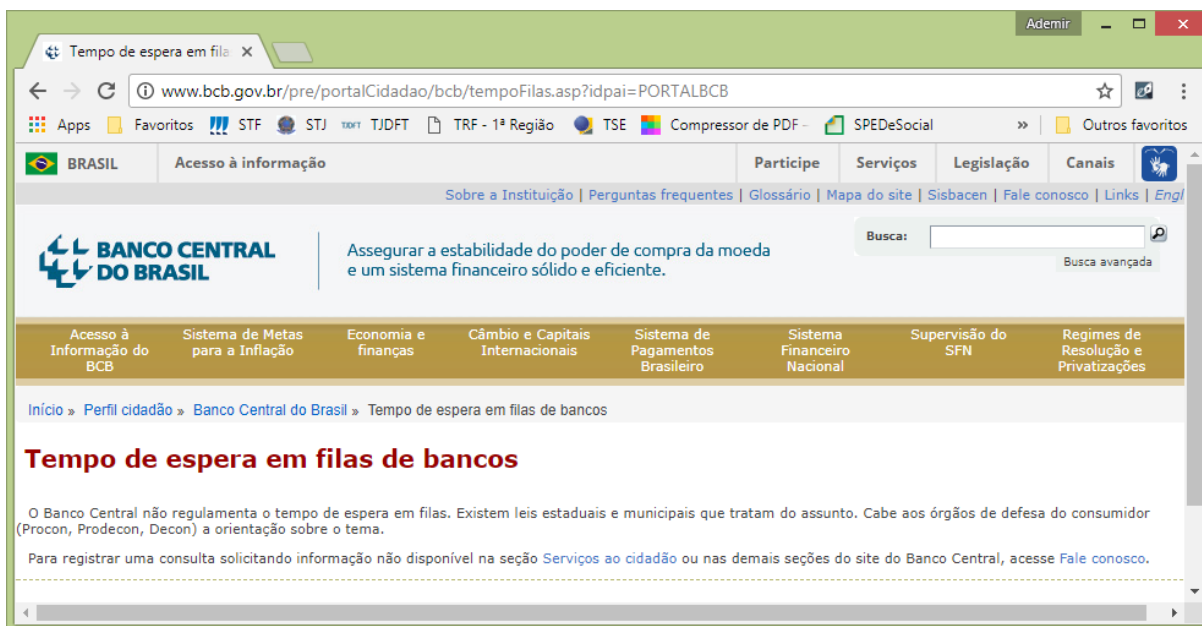 Ademir
Tempo de espera em fila
www.bcb.gov.br/pre/portalCidadao/bcb/tempoFilas.asp?idpai=PORTALBCB
Apps Favoritos STF STJ TJDFT TJDFT TRF - 1ª Região TSE Compressor de PDF - SPEDeSocial » Outros favoritos
BRASIL Acesso à informação Participe Serviços Legislação Canais
Sobre a Instituição | Perguntas frequentes | Glossário | Mapa do site | Sisbacen | Fale conosco | Links | Engl
BANCO CENTRAL
DO BRASIL
Assegurar a estabilidade do poder de compra da moeda
e um sistema financeiro sólido e eficiente.
Busca:
Busca avançada
Acesso à Informação do BCB
Sistema de Metas para a Inflação
Economia e finanças
Câmbio e Capitais Internacionais
Sistema de Pagamentos Brasileiro
Sistema Financeiro Nacional
Supervisão do SFN
Regimes de Resolução e Privatizações
Início » Perfil cidadão » Banco Central do Brasil » Tempo de espera em filas de bancos
Tempo de espera em filas de bancos
O Banco Central não regulamenta o tempo de espera em filas. Existem leis estaduais e municipais que tratam do assunto. Cabe aos órgãos de defesa do consumidor
(Procon, Prodecon, Decon) a orientação sobre o tema.
Para registrar uma consulta solicitando informação não disponível na seção Serviços ao cidadão ou nas demais seções do site do Banco Central, acesse Fale conosco.